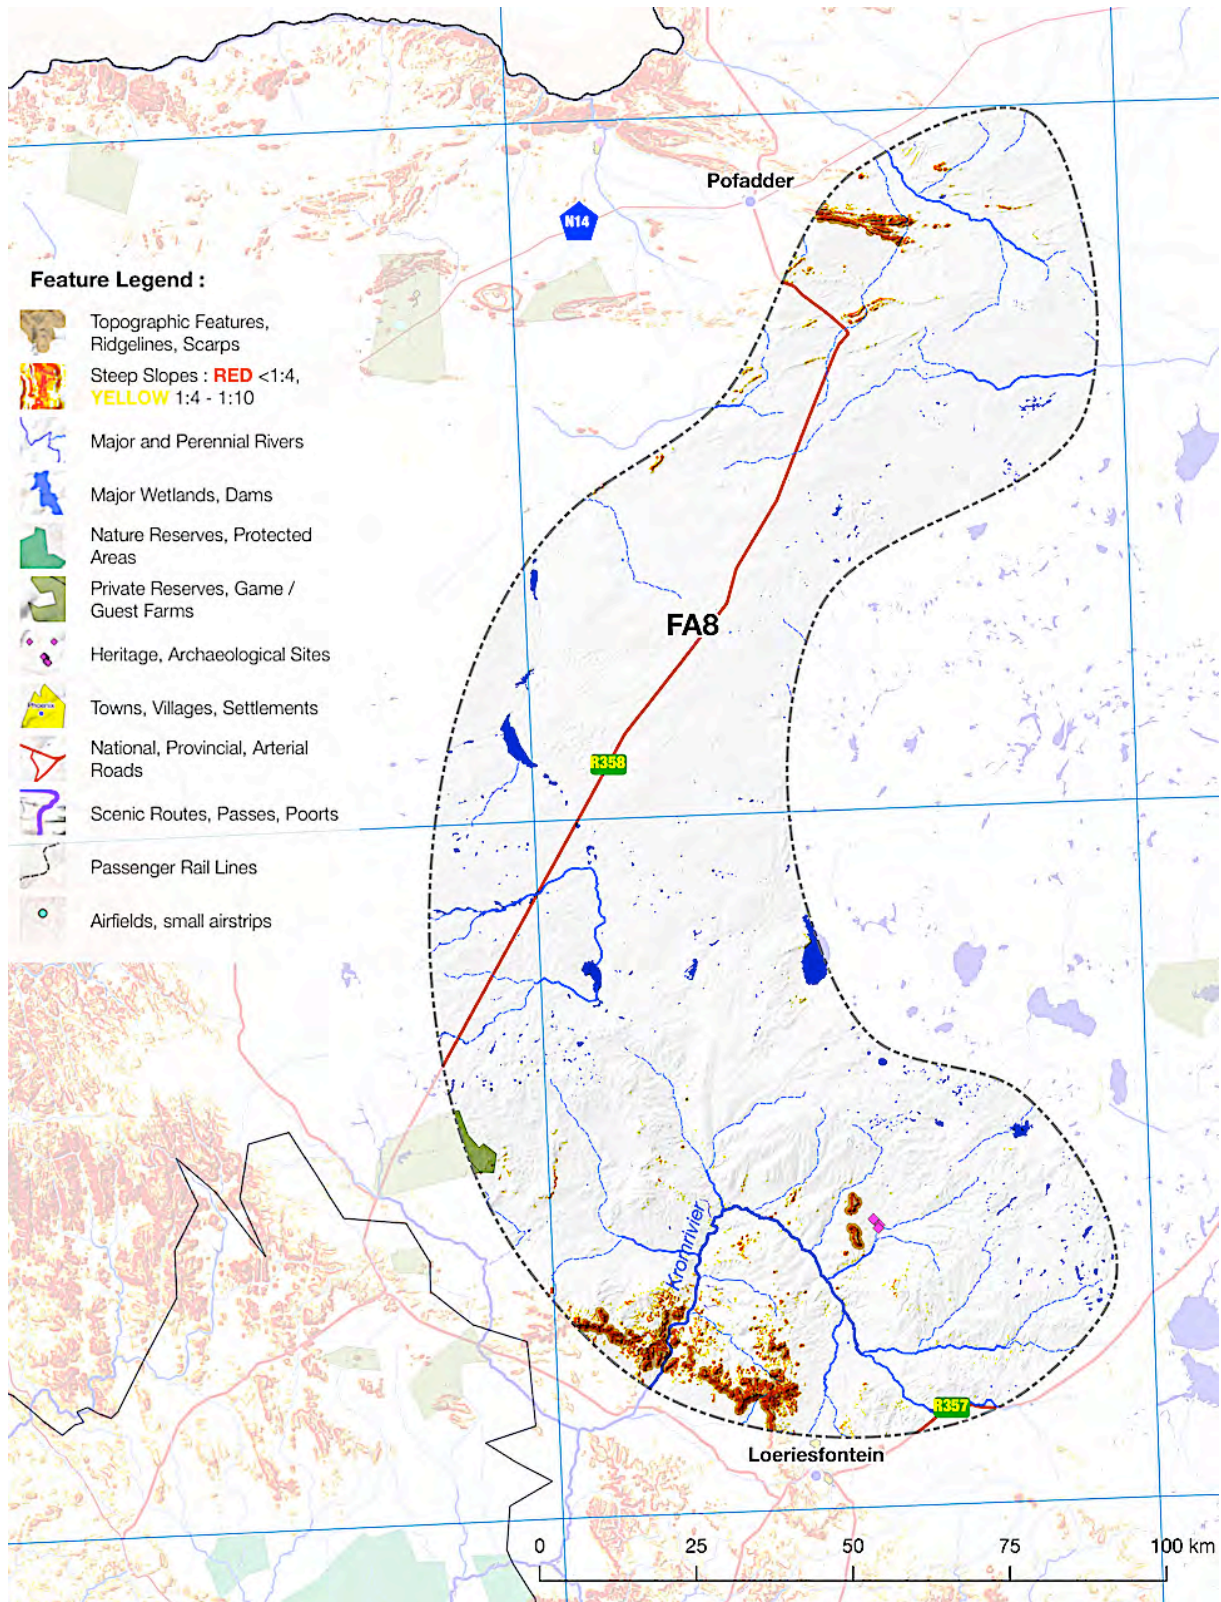 Pofadder
N14
Feature Legend :
Topographic Features,
Ridgelines, Scarps
Steep Slopes : RED <1:4,
YELLOW 1:4 - 1:10
Major and Perennial Rivers
Major Wetlands, Dams
Nature Reserves, Protected
Areas
Private Reserves, Game /
Guest Farms
Heritage, Archaeological Sites
Towns, Villages, Settlements
National, Provincial, Arterial
Roads
Scenic Routes, Passes, Poorts
Passenger Rail Lines
Airfields, small airstrips
FA8
R358
Kromrivier
R357
Loeriesfontein
0 25 50 75 100 km